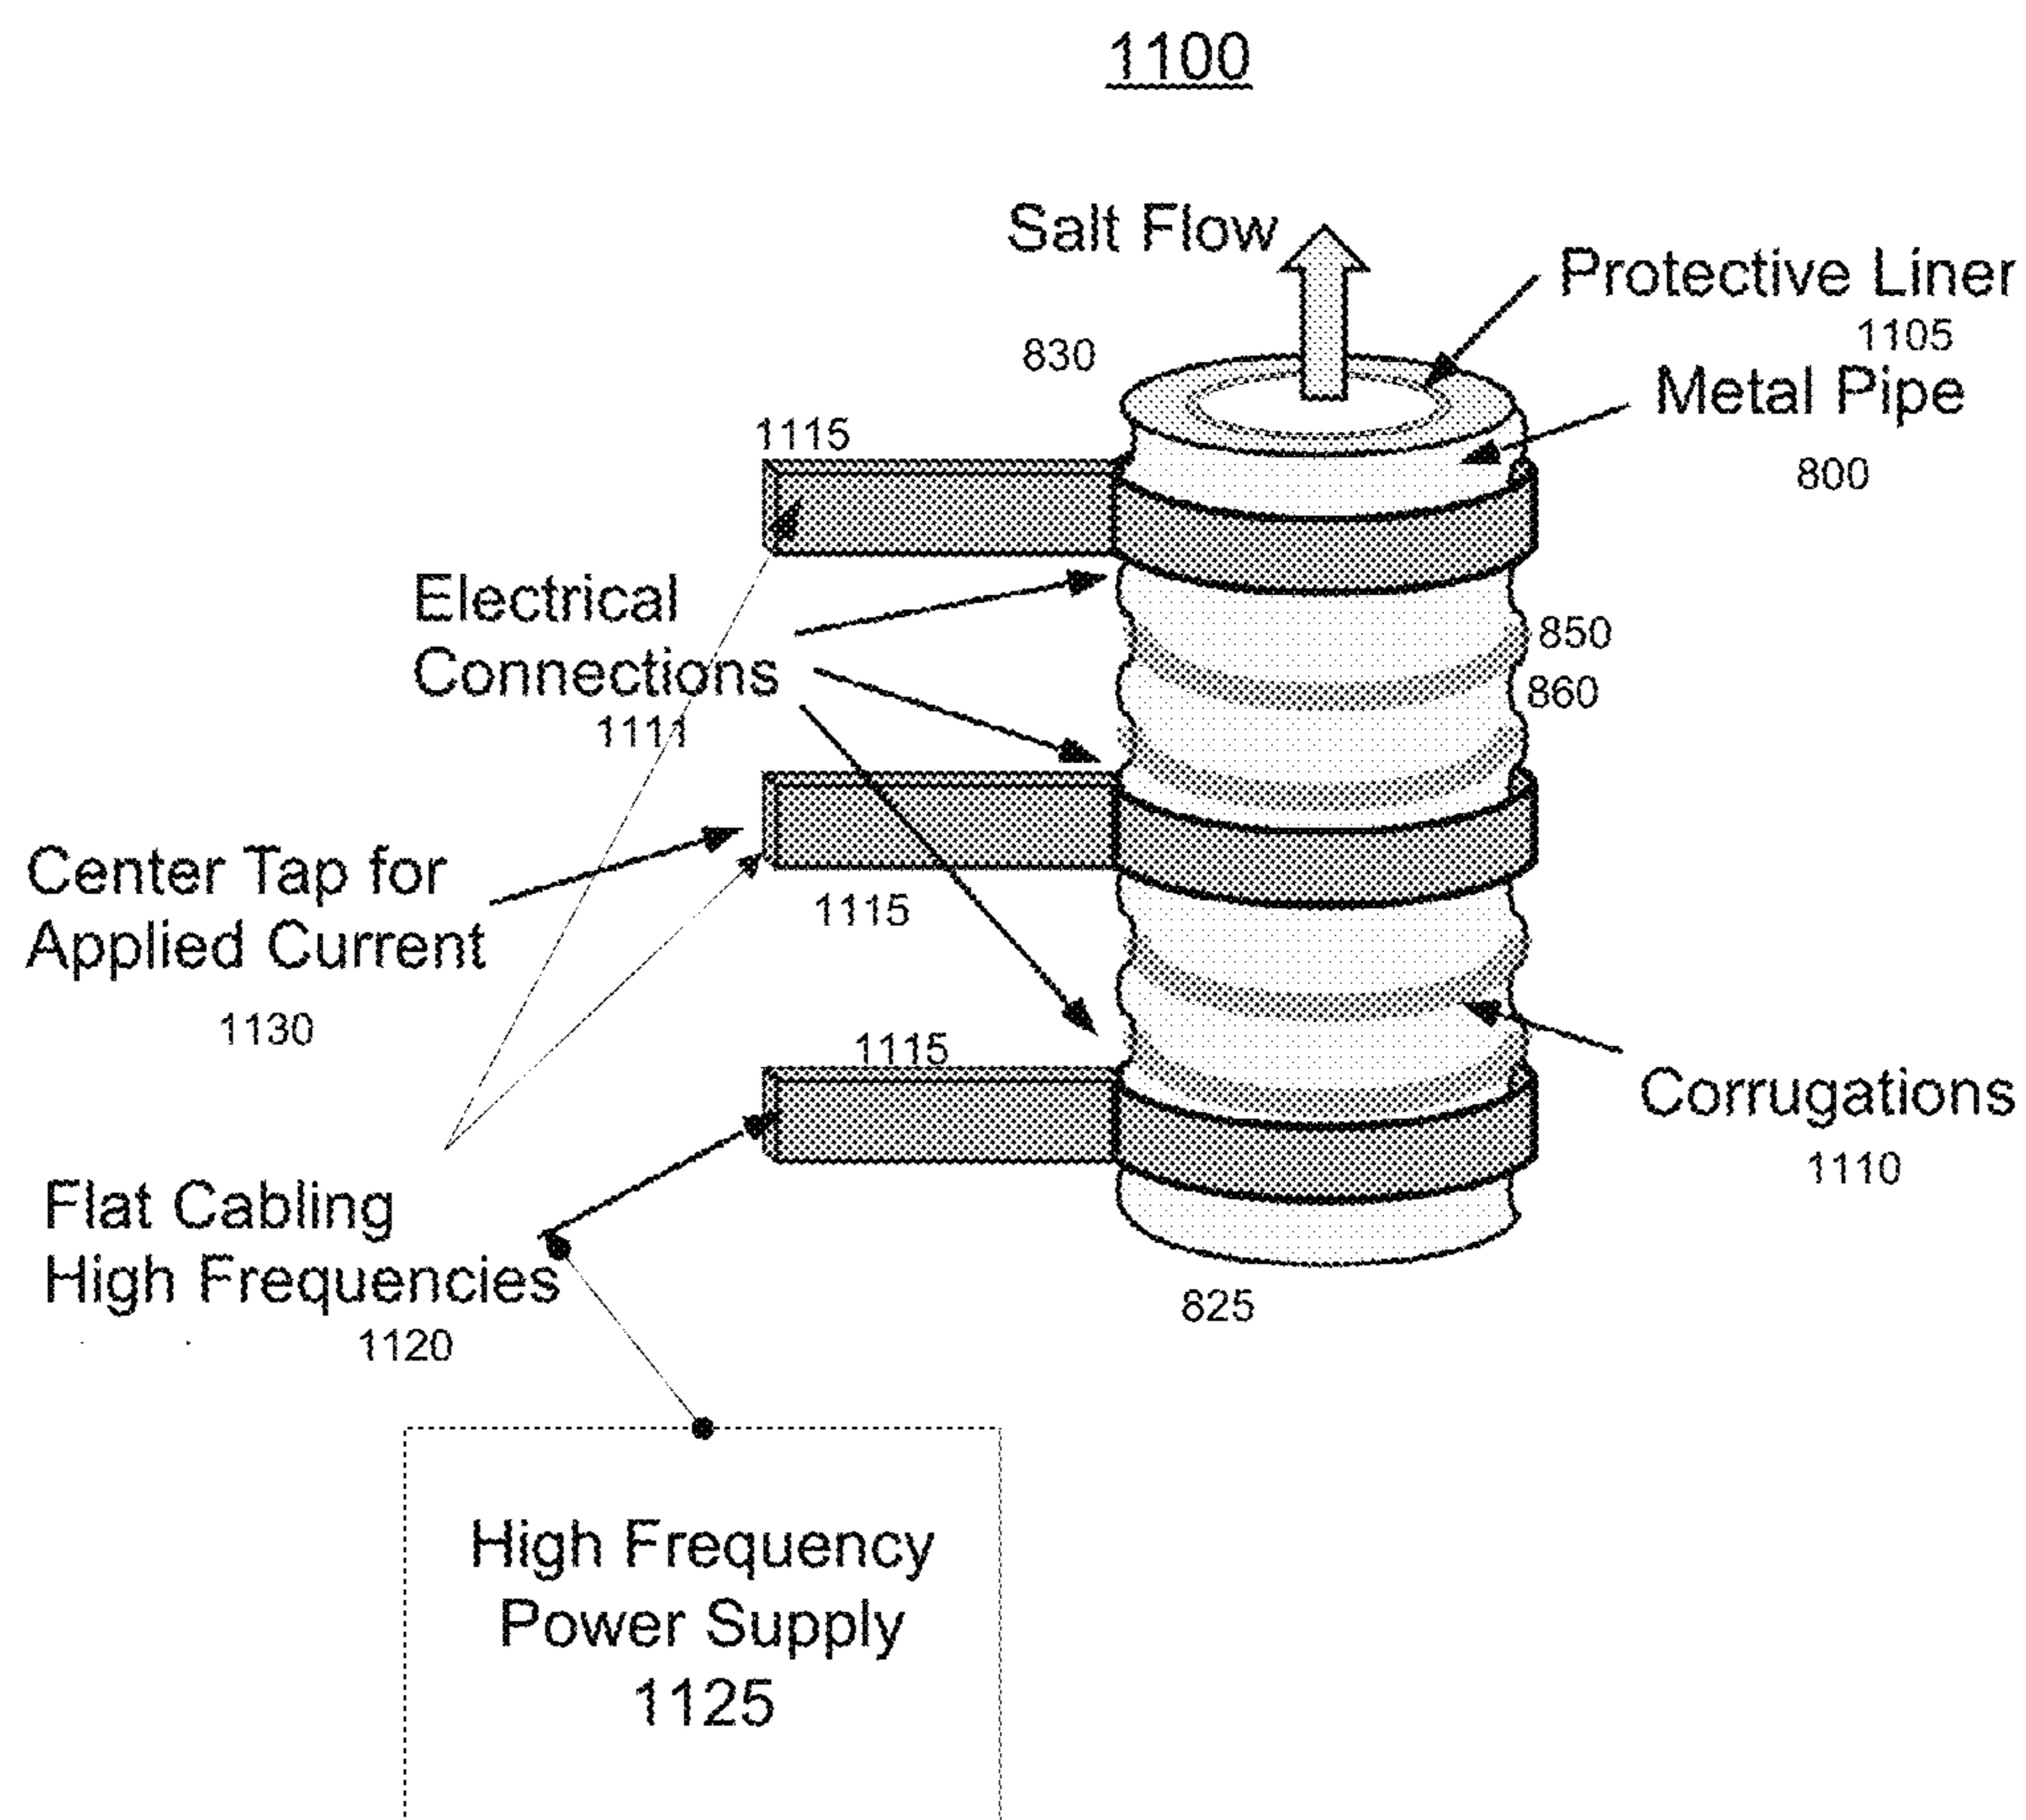 1100
Salt Flow
Protective Liner
1105
830
Metal Pipe
800
1115
Electrical
Connections
1111
850
860
Center Tap for
Applied Current
1130
1115
1115
Corrugations
1110
Flat Cabling
High Frequencies
1120
825
High Frequency
Power Supply
1125